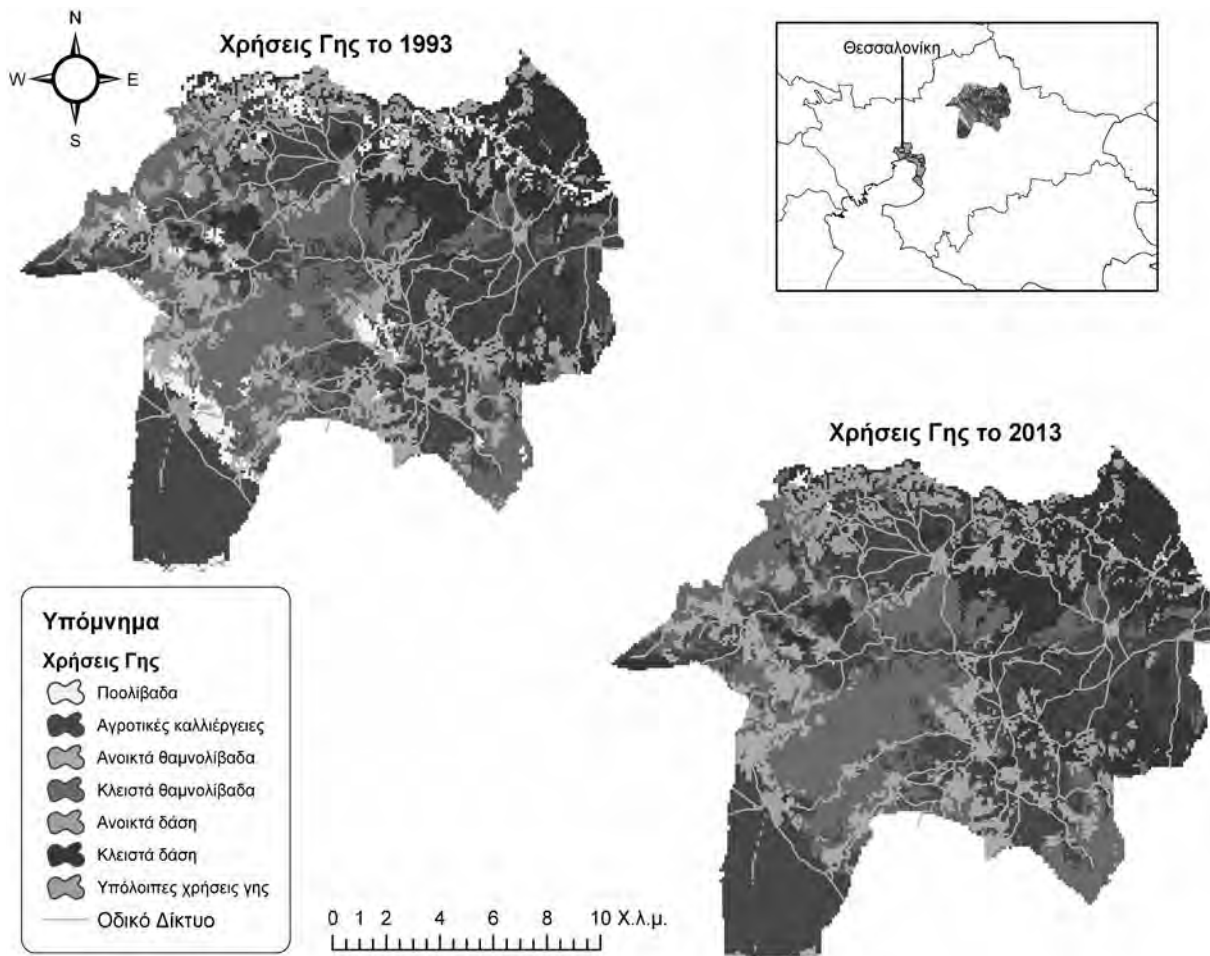 N
Χρήσεις Γης το 1993
W E
S
Θεσσαλονίκη
Χρήσεις Γης το 2013
Υπόμνημα
Χρήσεις Γης
Ποολίβαδα
Αγροτικές καλλιέργειες
Ανοικτά θαμνολίβαδα
Κλειστά θαμνολίβαδα
Ανοικτά δάση
Κλειστά δάση
Υπόλοιπες χρήσεις γης
Οδικό Δίκτυο
0 1 2 4 6 8 10 Χ.λ.μ.